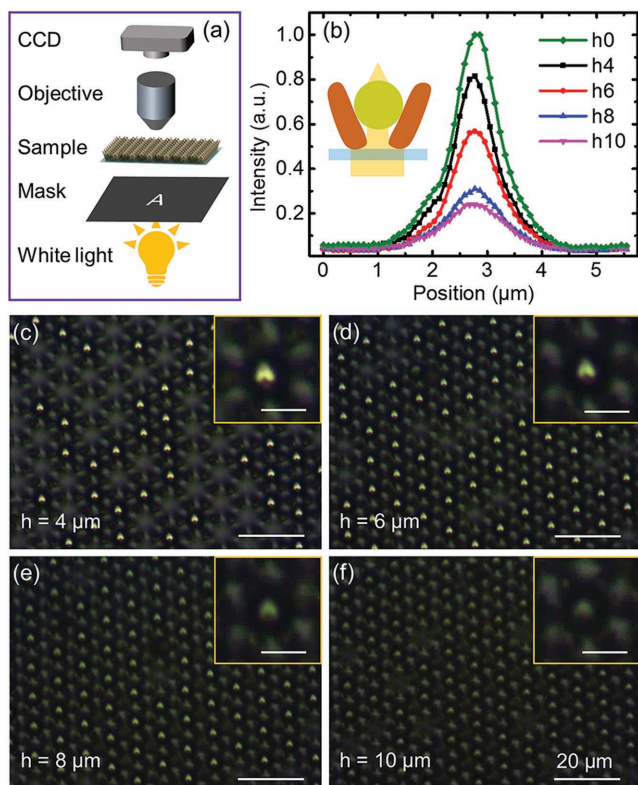 (a)
CCD
Objective
Sample
Mask
A
White light
(b)
Intensity (a.u.)
1.0
0.8
0.6
0.4
0.2
0 1 2 3 4 5
Position (µm)
h0
h4
h6
h8
h10
(c)
h = 4 µm
(d)
h = 6 µm
(e)
h = 8 µm
(f)
h = 10 µm
20 µm